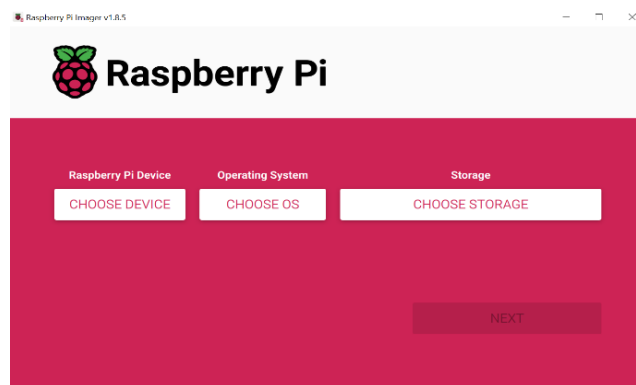 Raspberry Pi Imager v1.8.5
Raspberry Pi
Raspberry Pi Device Operating System Storage
CHOOSE DEVICE CHOOSE OS CHOOSE STORAGE
NEXT